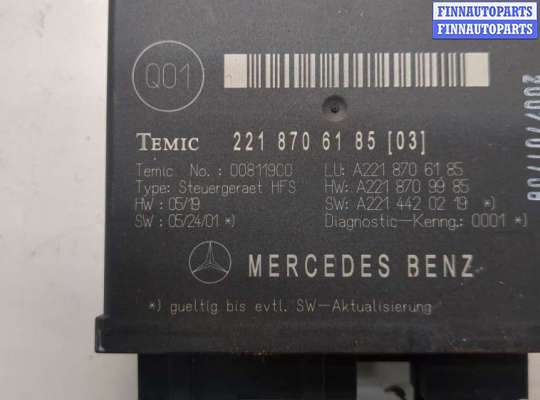 FINNAUTOPARTS
FINNAUTOPARTS
Q01
TEMIC 221 870 61 85 [03]
Temic No.: 00811900 LU: A221 870 61 85
Type: Steuergeraet HFS HW: A221 870 99 85
HW : 05/19 SW: A221 442 02 19 *)
SW : 05/24/01 *) Diagnostic-Kenng.: 0001 *)
MERCEDES BENZ
*) gueltig bis evtl. SW-Aktualisierung